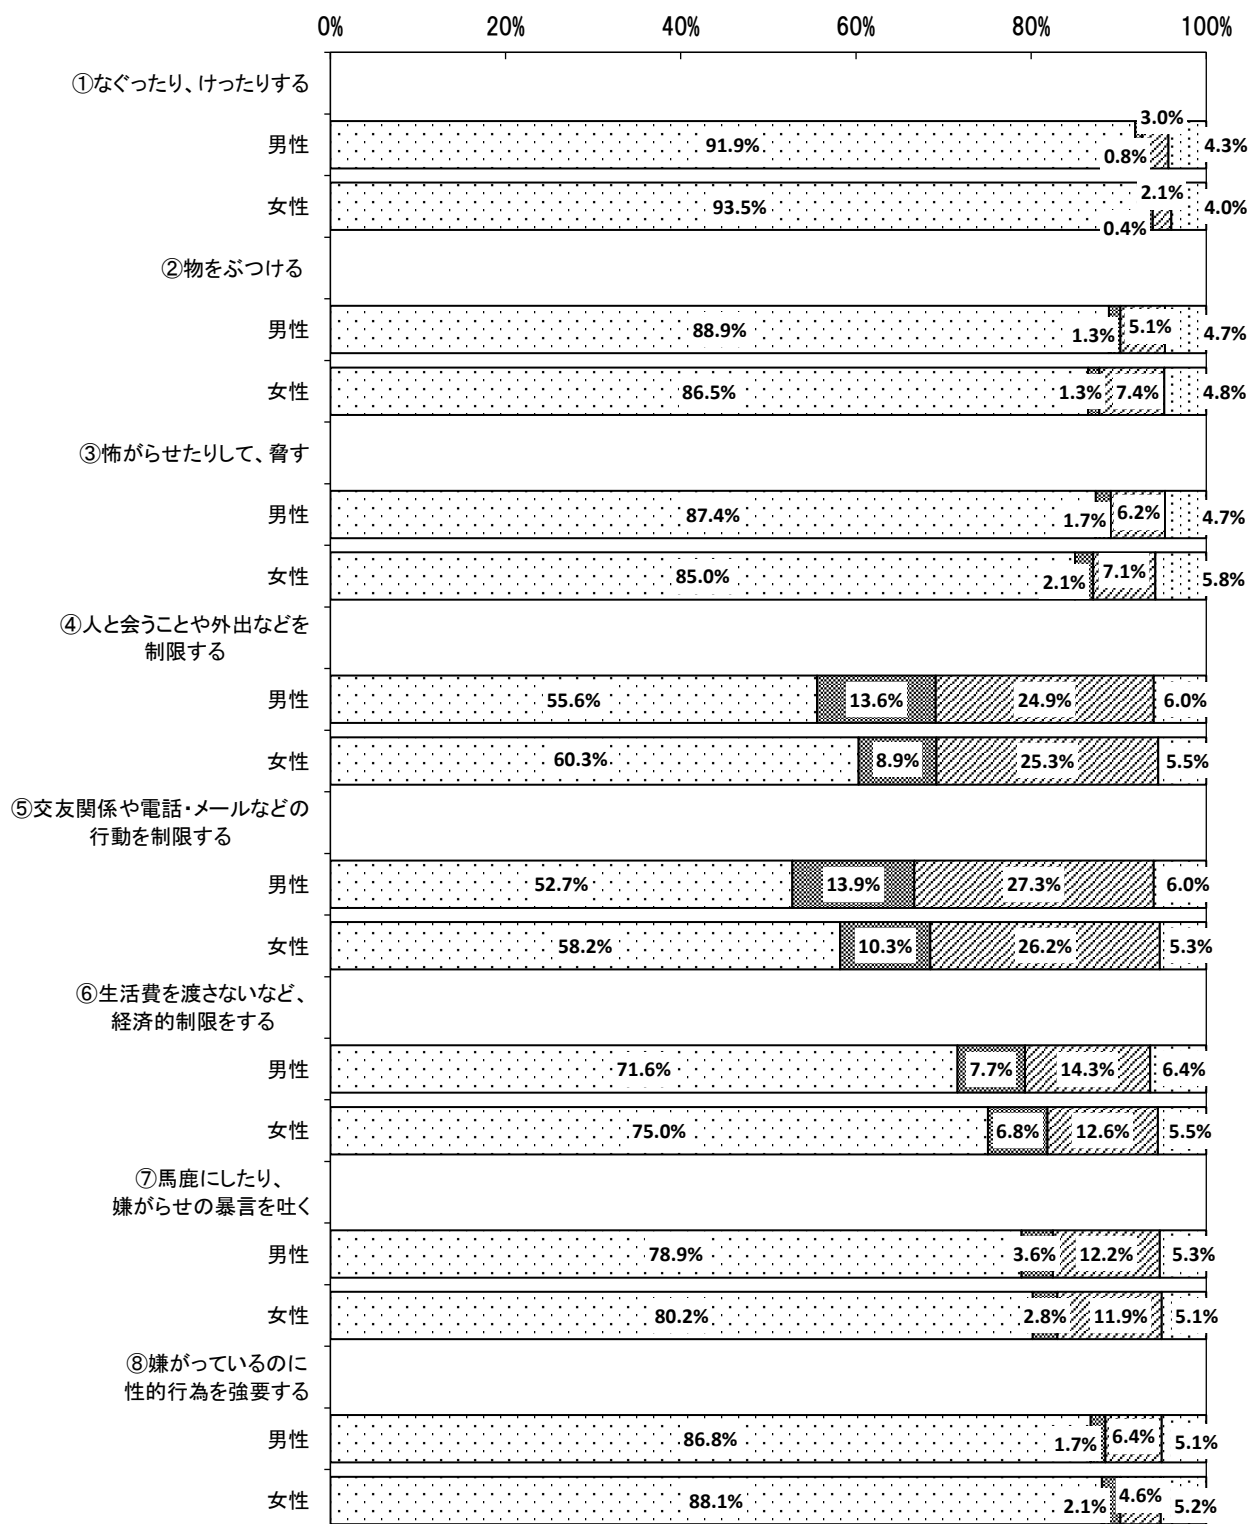 0% 20% 40% 60% 80% 100%
①なぐったり、けったりする
男性 91.9% 0.8% 3.0% 4.3%
女性 93.5% 0.4% 2.1% 4.0%
②物をぶつける
男性 88.9% 1.3% 5.1% 4.7%
女性 86.5% 1.3% 7.4% 4.8%
③怖がらせたりして、脅す
男性 87.4% 1.7% 6.2% 4.7%
女性 85.0% 2.1% 7.1% 5.8%
④人と会うことや外出などを
制限する
男性 55.6% 13.6% 24.9% 6.0%
女性 60.3% 8.9% 25.3% 5.5%
⑤交友関係や電話・メールなどの
行動を制限する
男性 52.7% 13.9% 27.3% 6.0%
女性 58.2% 10.3% 26.2% 5.3%
⑥生活費を渡さないなど、
経済的制限をする
男性 71.6% 7.7% 14.3% 6.4%
女性 75.0% 6.8% 12.6% 5.5%
⑦馬鹿にしたり、
嫌がらせの暴言を吐く
男性 78.9% 3.6% 12.2% 5.3%
女性 80.2% 2.8% 11.9% 5.1%
⑧嫌がっているのに
性的行為を強要する
男性 86.8% 1.7% 6.4% 5.1%
女性 88.1% 2.1% 4.6% 5.2%